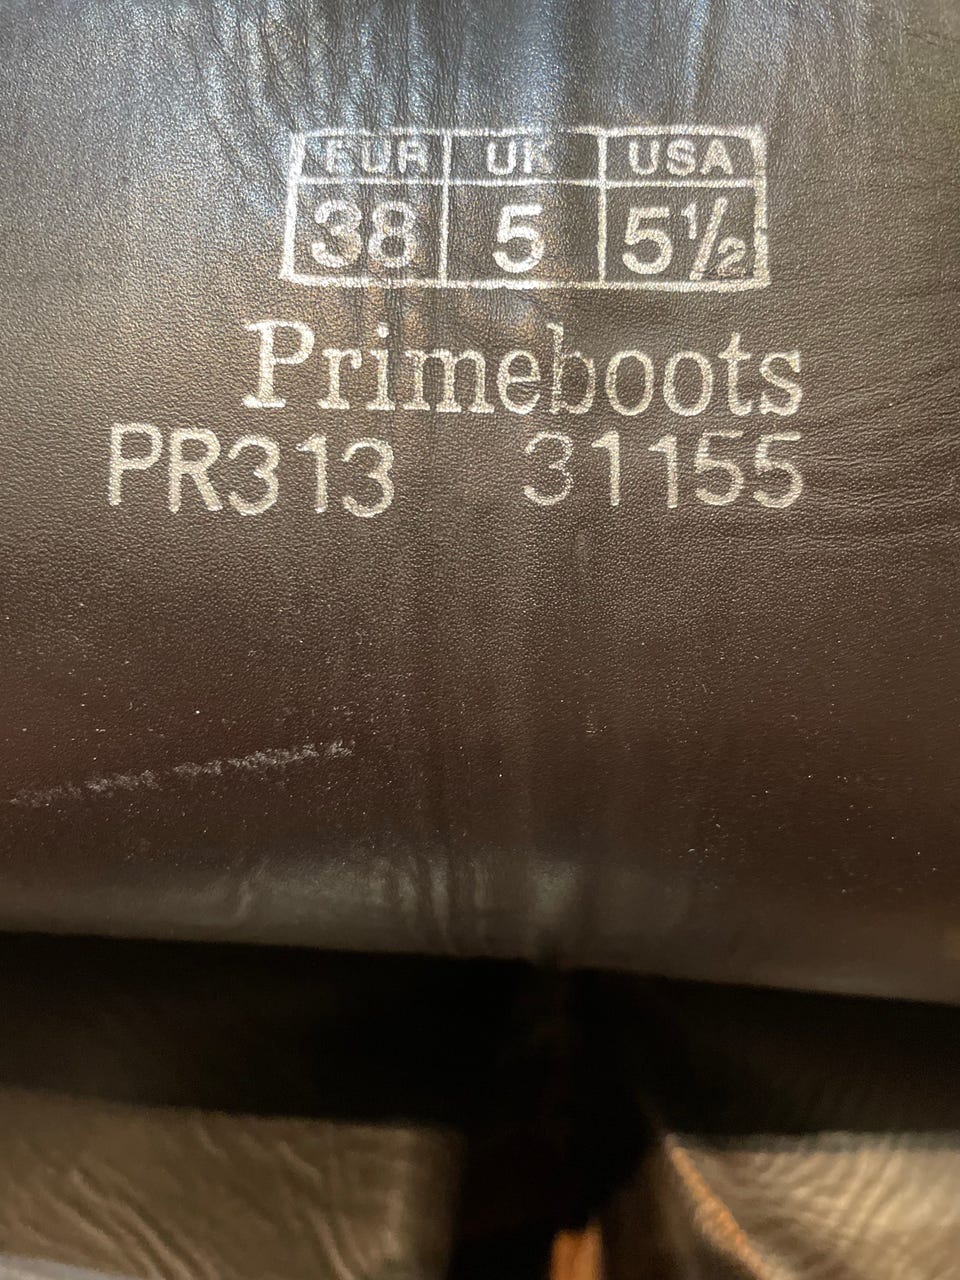 EUR UK USA
38 5 5½
Primeboots
PR313 31155